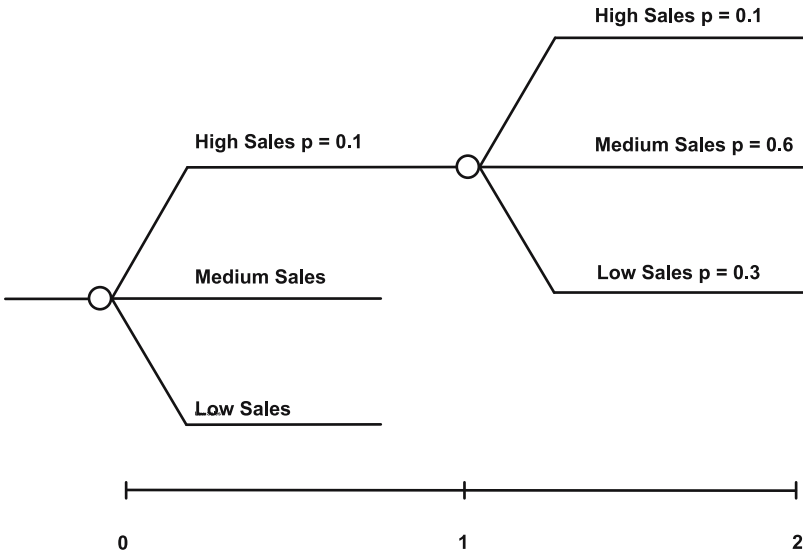 High Sales p = 0.1
High Sales p = 0.1
Medium Sales p = 0.6
Medium Sales
Low Sales p = 0.3
Low Sales
0
1
2